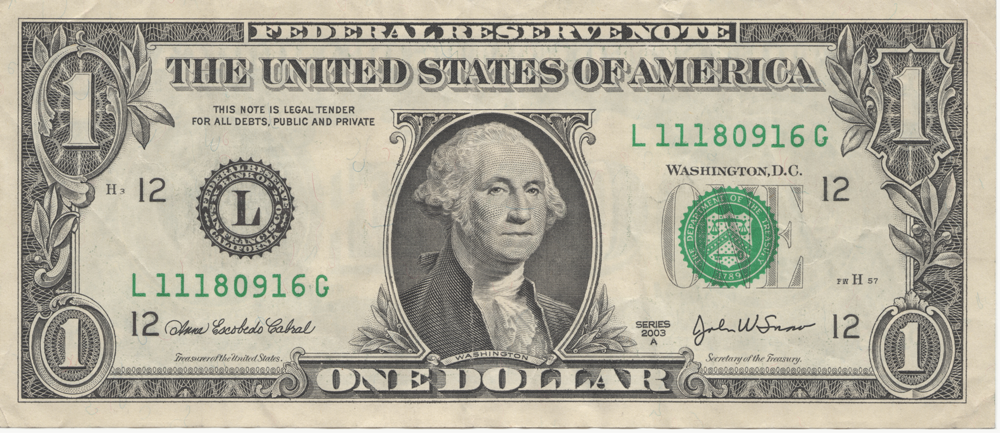 FEDERAL RESERVE NOTE
THE UNITED STATES OF AMERICA
1
1
THIS NOTE IS LEGAL TENDER
FOR ALL DEBTS, PUBLIC AND PRIVATE
L 11180916 G
WASHINGTON, D.C.
H 3
12
12
FEDERAL RESERVE BANK OF SAN FRANCISCO CALIFORNIA
L
ONE
THE DEPARTMENT OF THE TREASURY
1789
L 11180916 G
FW H 57
12
Anna Escobedo Cabral
SERIES
2003
A
John W Snow
12
Treasurer of the United States.
WASHINGTON
Secretary of the Treasury.
1
ONE DOLLAR
1